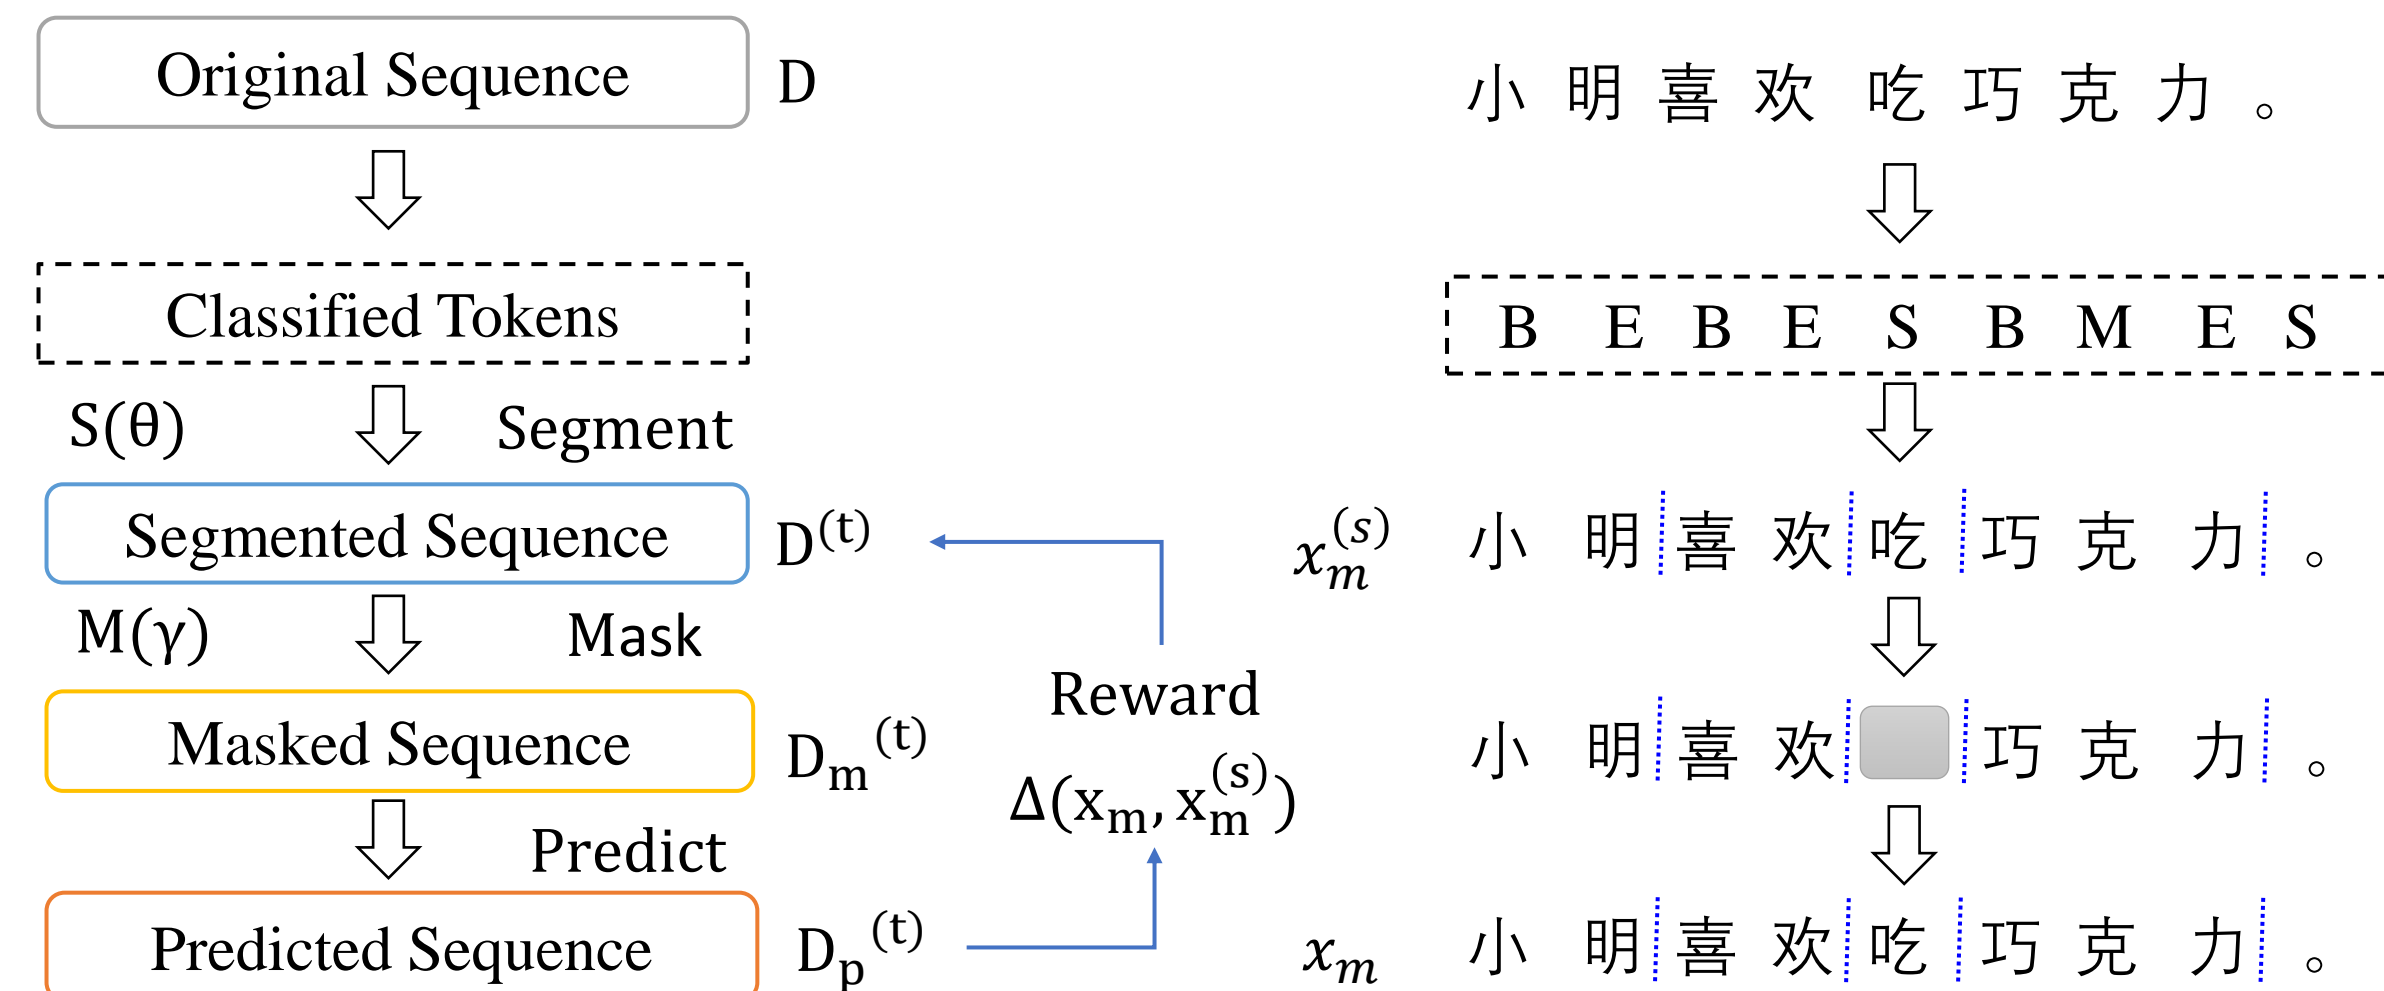 Original Sequence D
小 明 喜 欢 吃 巧 克 力 。
Classified Tokens
B E B E S B M E S
S(θ) Segment
Segmented Sequence D^(t)
x_m^(s) 小 明 喜 欢 吃 巧 克 力 。
M(γ) Mask
Reward
Masked Sequence D_m^(t)
小 明 喜 欢 巧 克 力 。
Δ(x_m, x_m^(s))
Predict
Predicted Sequence D_p^(t)
x_m 小 明 喜 欢 吃 巧 克 力 。